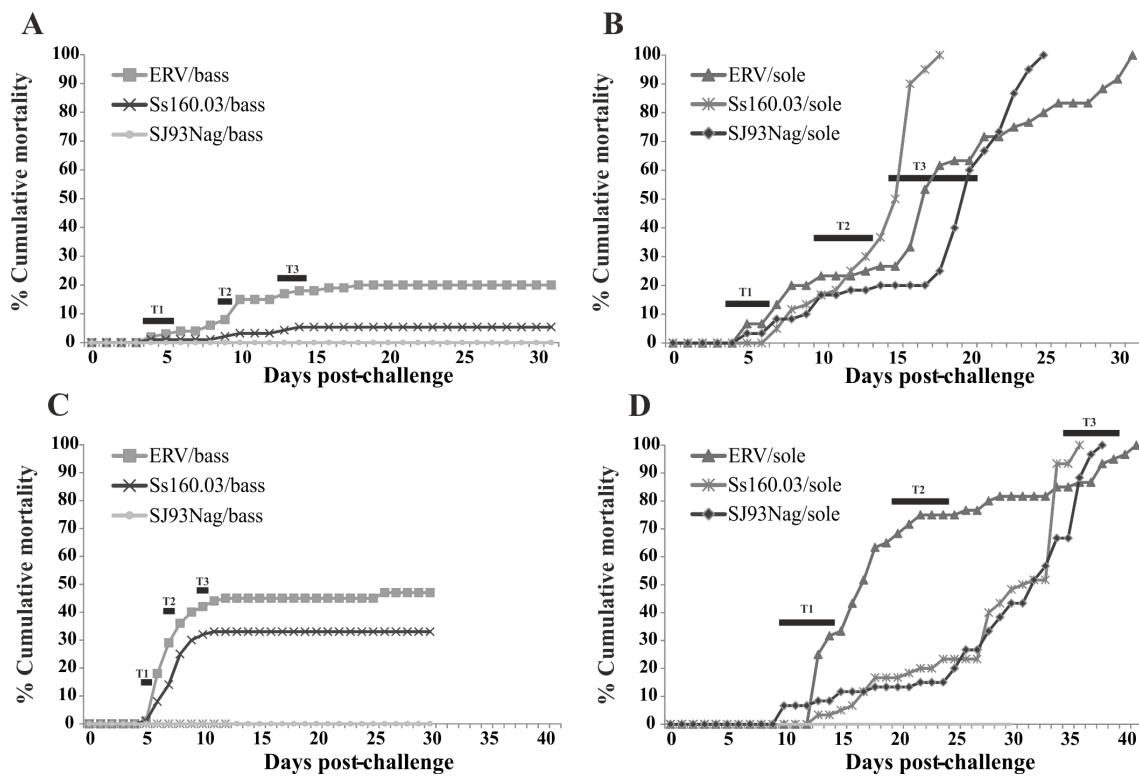 A
% Cumulative mortality
100
90
80
70
60
50
40
30
20
10
0
ERV/bass
Ss160.03/bass
SJ93Nag/bass
T1
T2
T3
0 5 10 15 20 25 30
Days post-challenge
B
% Cumulative mortality
100
90
80
70
60
50
40
30
20
10
0
ERV/sole
Ss160.03/sole
SJ93Nag/sole
T1
T2
T3
0 5 10 15 20 25 30
Days post-challenge
C
% Cumulative mortality
100
90
80
70
60
50
40
30
20
10
0
ERV/bass
Ss160.03/bass
SJ93Nag/bass
T1
T2
T3
0 5 10 15 20 25 30 35 40
Days post-challenge
D
% Cumulative mortality
100
90
80
70
60
50
40
30
20
10
0
ERV/sole
Ss160.03/sole
SJ93Nag/sole
T1
T2
T3
0 5 10 15 20 25 30 35 40
Days post-challenge